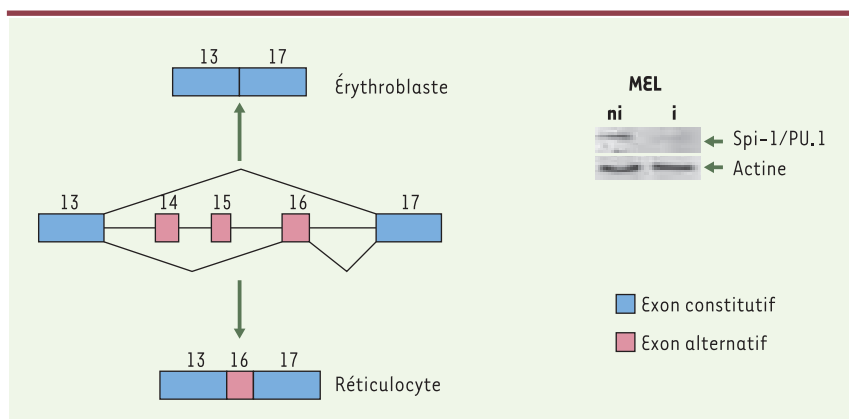 13 17
Érythroblaste
13 14 15 16 17
13 16 17
Réticulocyte
MEL
ni i
Spi-1/PU.1
Actine
Exon constitutif
Exon alternatif